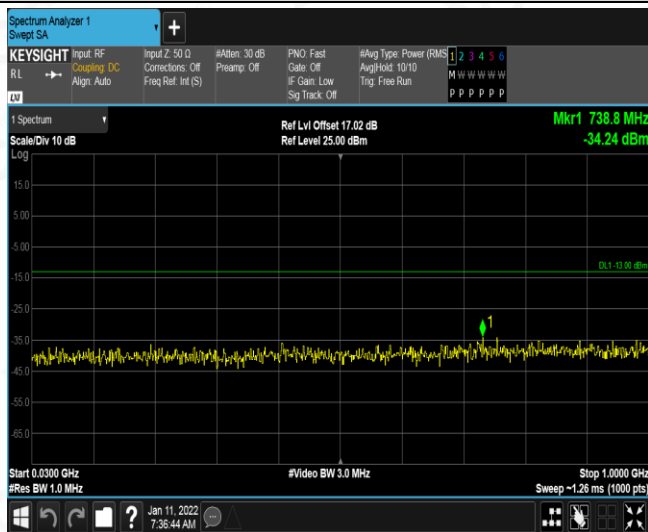 Spectrum Analyzer 1
Swept SA
+
KEYSIGHT
RL
LXI
Input: RF
Coupling: DC
Align: Auto
Input Z: 50 Ω
Corrections: Off
Freq Ref: Int (S)
#Atten: 30 dB
Preamp: Off
PNO: Fast
Gate: Off
IF Gain: Low
Sig Track: Off
#Avg Type: Power (RMS
Avg|Hold: 10/10
Trig: Free Run
1 2 3 4 5 6
M W W W W W
P P P P P P
1 Spectrum
Scale/Div 10 dB
Log
Ref Lvl Offset 17.02 dB
Ref Level 25.00 dBm
Mkr1 738.8 MHz
-34.24 dBm
15.0
5.00
-5.00
-15.0
-25.0
-35.0
-45.0
-55.0
-65.0
DL1 -13.00 dBm
1
Start 0.0300 GHz
#Res BW 1.0 MHz
#Video BW 3.0 MHz
Stop 1.0000 GHz
Sweep ~1.26 ms (1000 pts)
?
Jan 11, 2022
7:36:44 AM